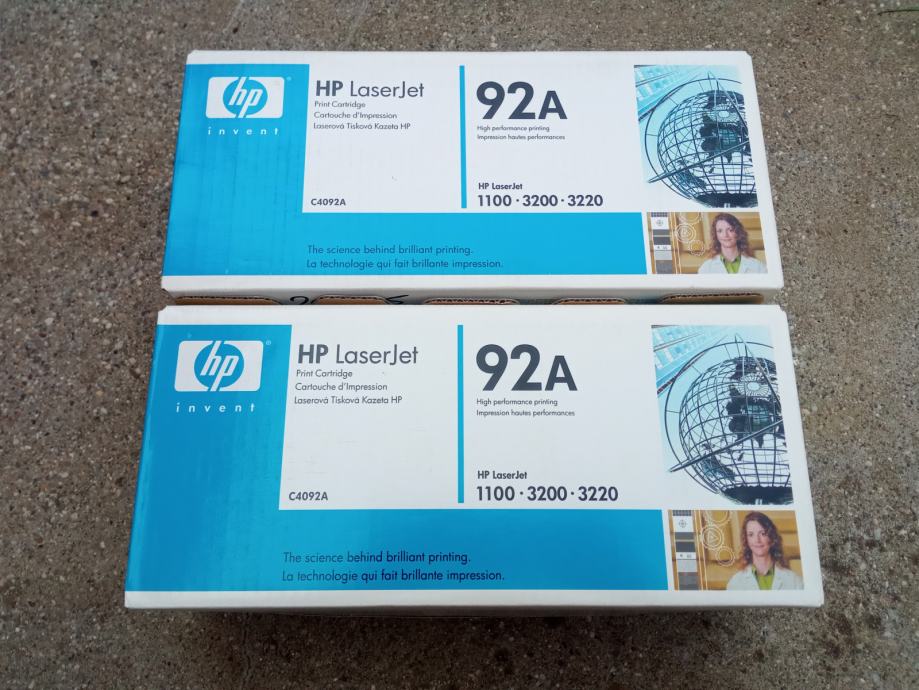 hp
invent
HP LaserJet
Print Cartridge
Cartouche d'Impression
Laserová Tisková Kazeta HP
C4092A
92A
High performance printing
Impression hautes performances
HP LaserJet
1100 · 3200 · 3220
The science behind brilliant printing.
La technologie qui fait brillante impression.
hp
invent
HP LaserJet
Print Cartridge
Cartouche d'Impression
Laserová Tisková Kazeta HP
C4092A
92A
High performance printing
Impression hautes performances
HP LaserJet
1100 · 3200 · 3220
The science behind brilliant printing.
La technologie qui fait brillante impression.